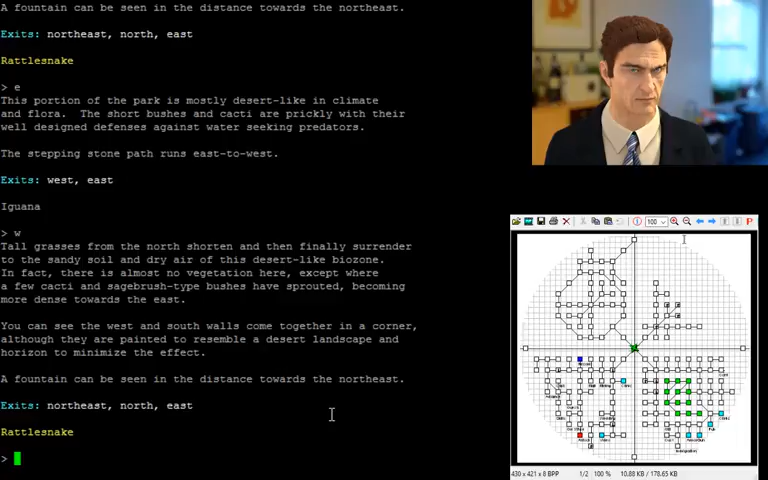 A fountain can be seen in the distance towards the northeast.
Exits: northeast, north, east
Rattlesnake
> e
This portion of the park is mostly desert-like in climate
and flora.  The short bushes and cacti are prickly with their
well designed defenses against water seeking predators.
The stepping stone path runs east-to-west.
Exits: west, east
Iguana
> w
Tall grasses from the north shorten and then finally surrender
to the sandy soil and dry air of this desert-like biozone.
In fact, there is almost no vegetation here, except where
a few cacti and sagebrush-type bushes have sprouted, becoming
more dense towards the east.
You can see the west and south walls come together in a corner,
although they are painted to resemble a desert landscape and
horizon to minimize the effect.
A fountain can be seen in the distance towards the northeast.
Exits: northeast, north, east
Rattlesnake
>
100
430 x 421 x 8 BPP 1/2 100 % 10.88 KB / 178.65 KB